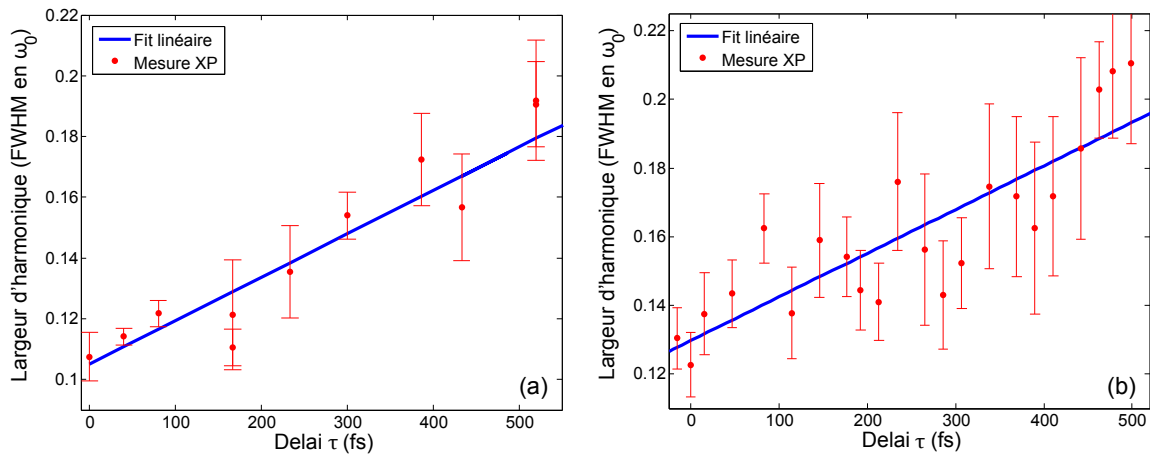 0.22
0.2
0.18
0.16
0.14
0.12
0.1
Largeur d'harmonique (FWHM en ω₀)
Fit linéaire
Mesure XP
(a)
0 100 200 300 400 500
Delai τ (fs)
0.22
0.2
0.18
0.16
0.14
0.12
Largeur d'harmonique (FWHM en ω₀)
Fit linéaire
Mesure XP
(b)
0 100 200 300 400 500
Delai τ (fs)